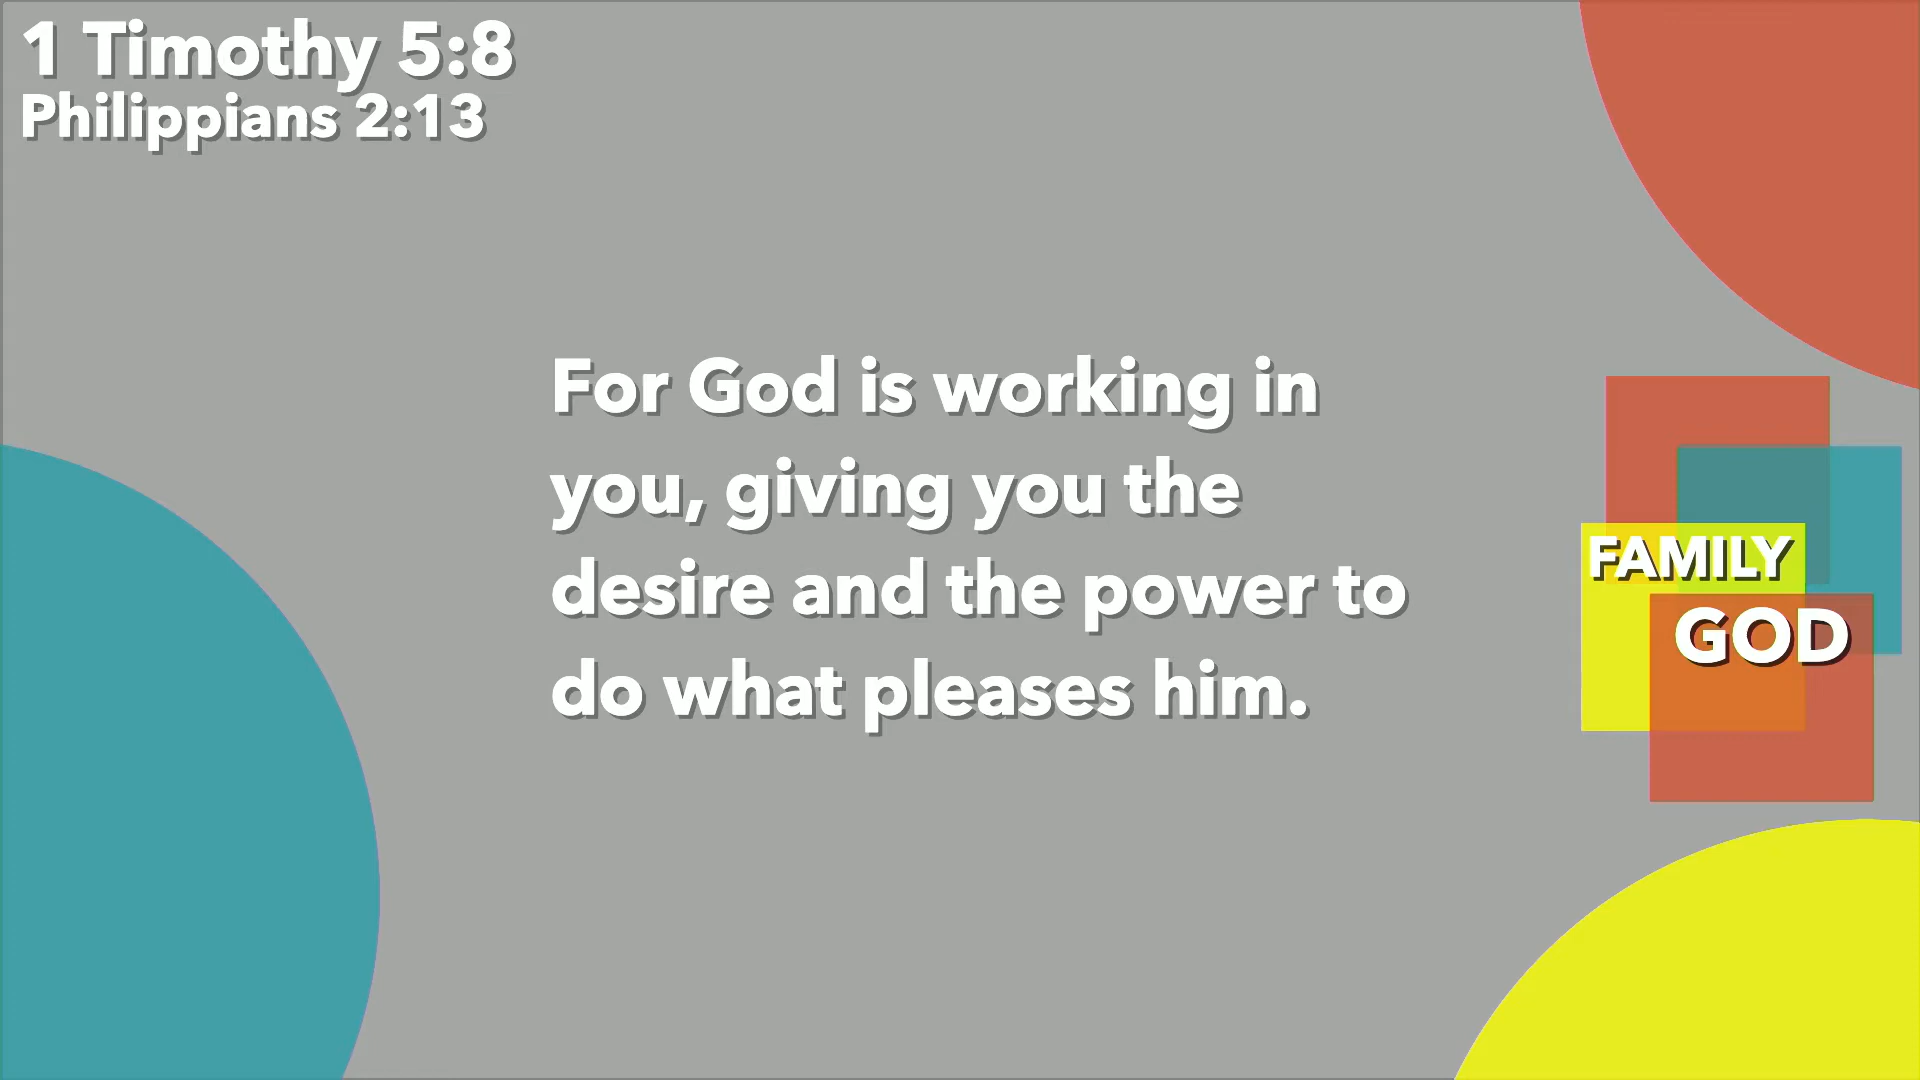 1 Timothy 5:8
Philippians 2:13
For God is working in
you, giving you the
desire and the power to
do what pleases him.
FAMILY
GOD